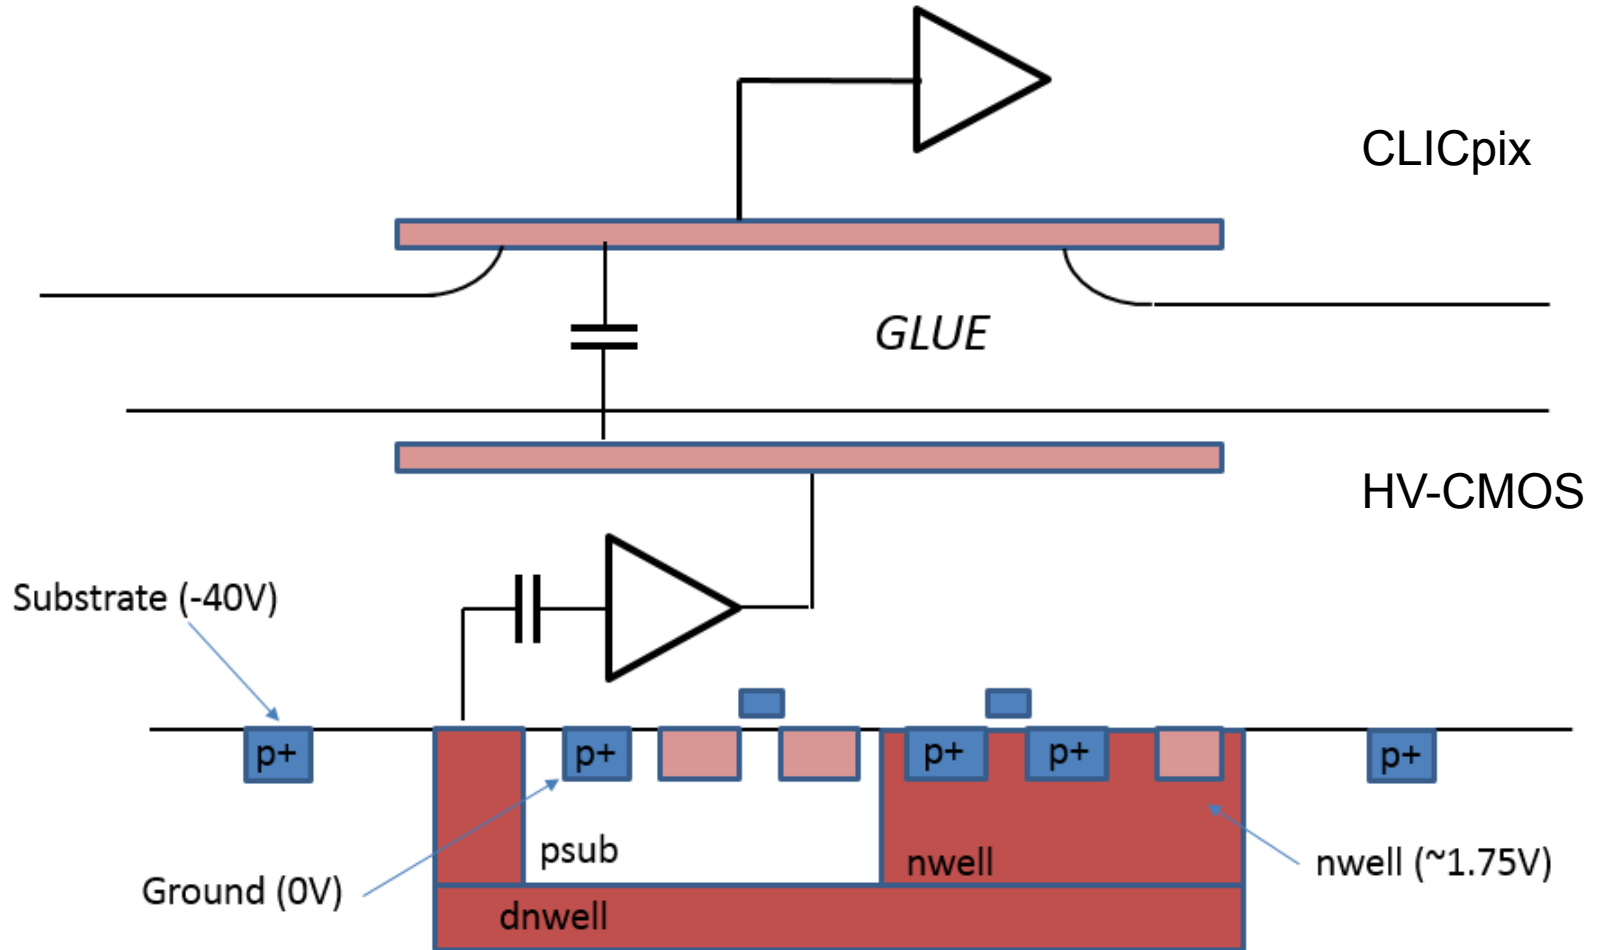 CLICpix
GLUE
HV-CMOS
Substrate (-40V)
p+
p+
p+
p+
p+
psub
nwell
nwell (~1.75V)
Ground (0V)
dnwell